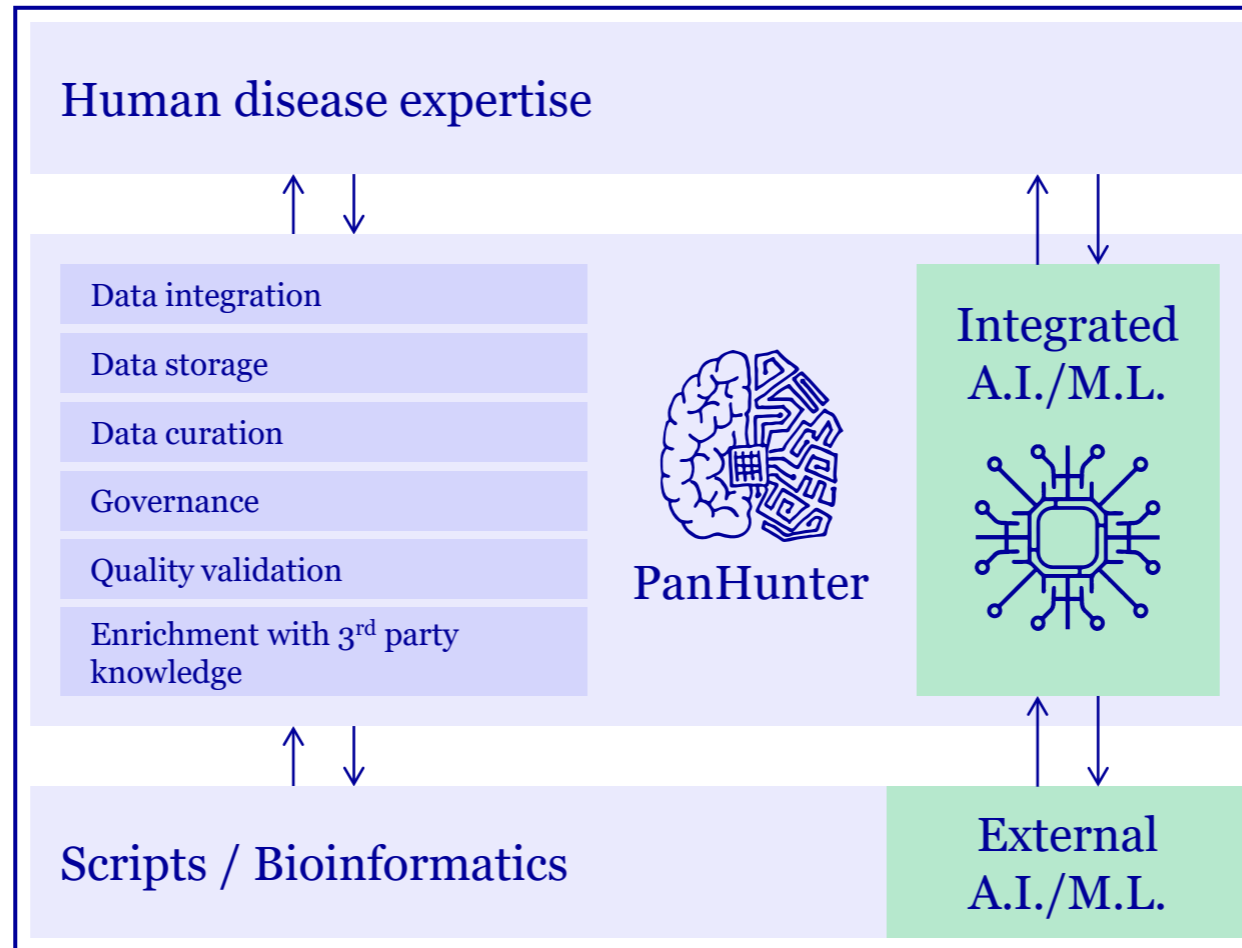 Human disease expertise
Data integration
Data storage
Data curation
Governance
Quality validation
Enrichment with 3rd party
knowledge
PanHunter
Integrated
A.I./M.L.
Scripts / Bioinformatics
External
A.I./M.L.